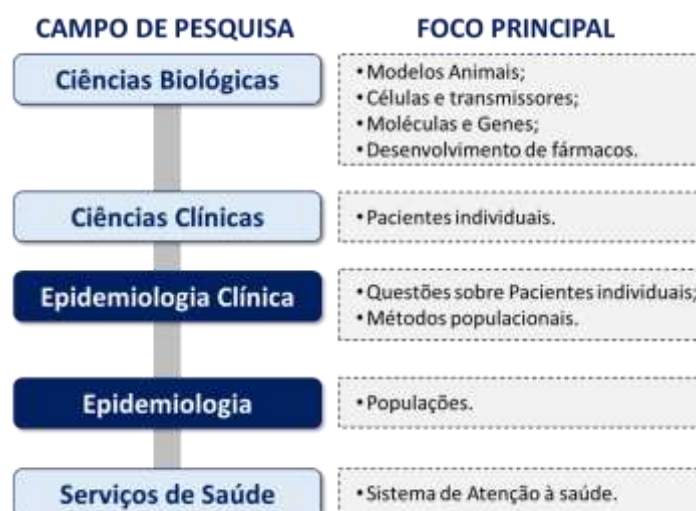 CAMPO DE PESQUISA
FOCO PRINCIPAL
Ciências Biológicas
• Modelos Animais;
• Células e transmissores;
• Moléculas e Genes;
• Desenvolvimento de fármacos.
Ciências Clínicas
• Pacientes individuais.
Epidemiologia Clínica
• Questões sobre Pacientes individuais;
• Métodos populacionais.
Epidemiologia
• Populações.
Serviços de Saúde
• Sistema de Atenção à saúde.